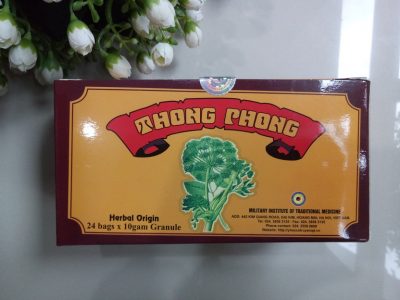 THONG PHONG
Herbal Origin
24 bags x 10gam Granule
MILITARY INSTITUTE OF TRADITIONAL MEDICINE